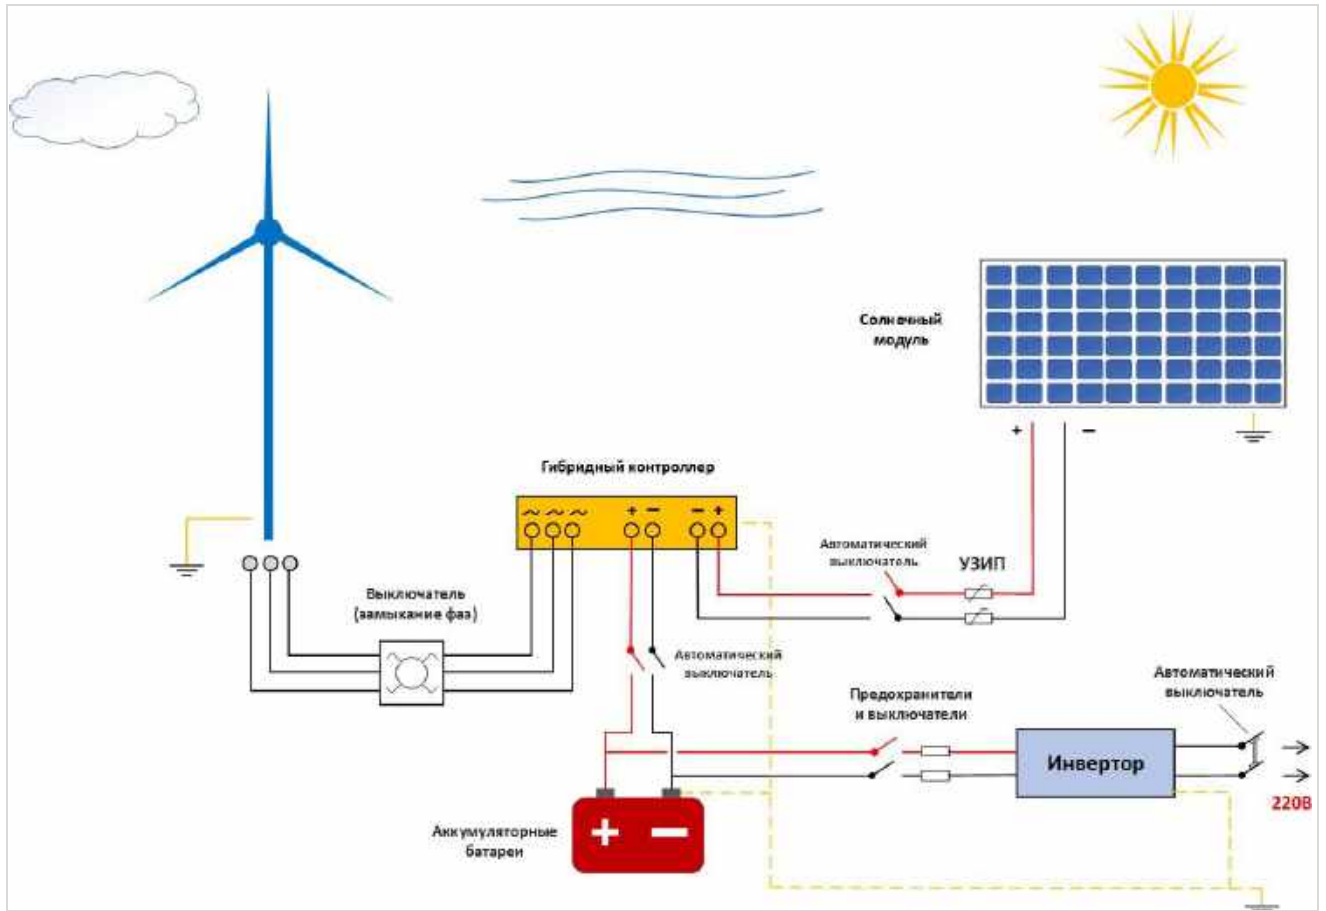 Солнечный
модуль
+ −
Гибридный контроллер
~ ~ ~ + − − +
Автоматический
выключатель
УЗИП
Выключатель
(замыкание фаз)
Автоматический
выключатель
Автоматический
выключатель
Предохранители
и выключатели
Инвертор
220В
+ −
Аккумуляторные
батареи